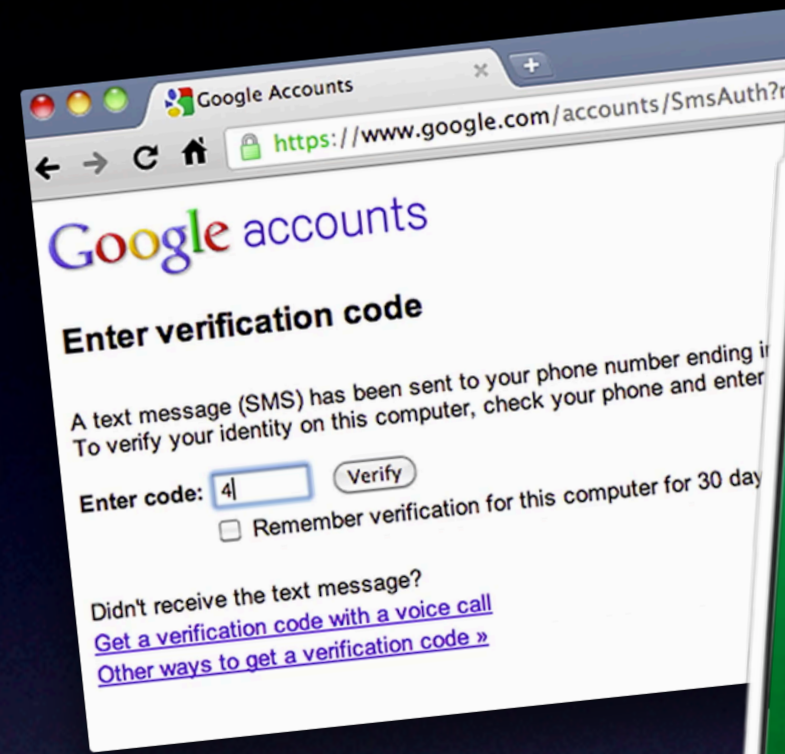 Google Accounts
https://www.google.com/accounts/SmsAuth?
Google accounts
Enter verification code
A text message (SMS) has been sent to your phone number ending
To verify your identity on this computer, check your phone and enter
Enter code: 4 Verify
Remember verification for this computer for 30
Didn't receive the text message?
Get a verification code with a voice call
Other ways to get a verification code »